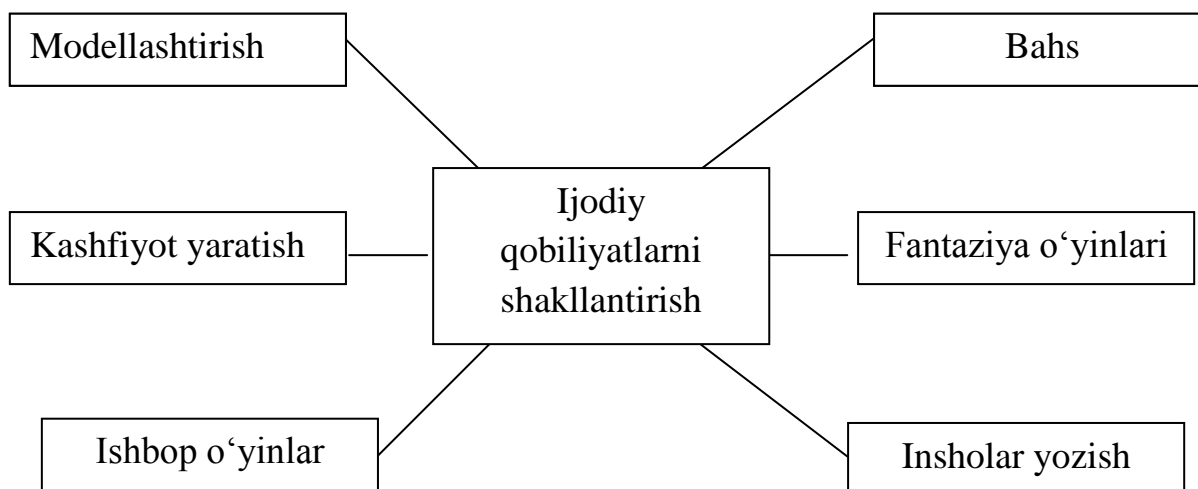 Modellashtirish
Bahs
Ijodiy
qobiliyatlarni
shakllantirish
Kashfiyot yaratish
Fantaziya o‘yinlari
Ishbop o‘yinlar
Insholar yozish